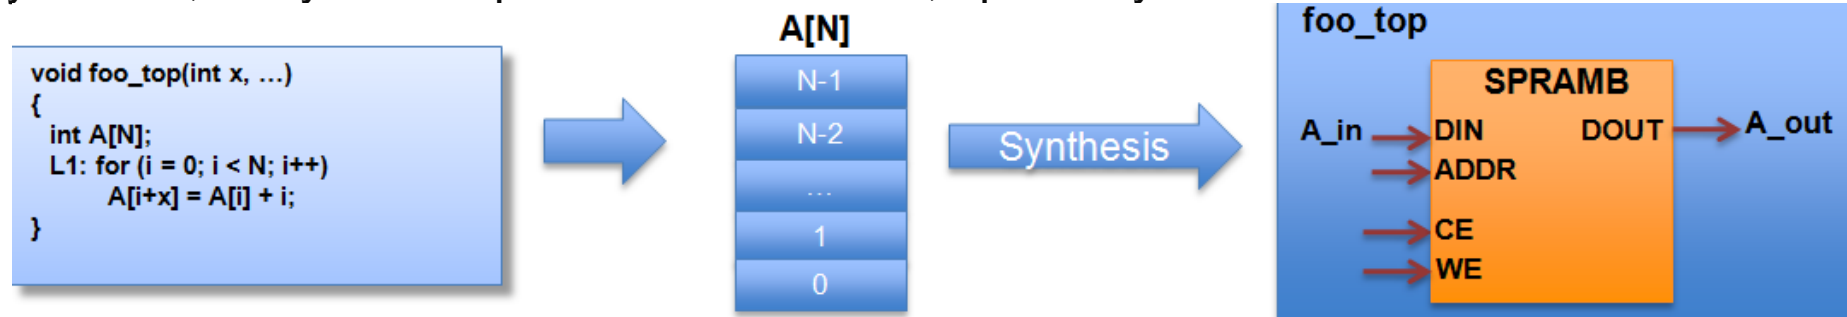 void foo_top(int x, …)
{
int A[N];
L1: for (i = 0; i < N; i++)
A[i+x] = A[i] + i;
}
A[N]
N-1
N-2
…
1
0
Synthesis
foo_top
SPRAMB
A_in
DIN
DOUT
A_out
ADDR
CE
WE